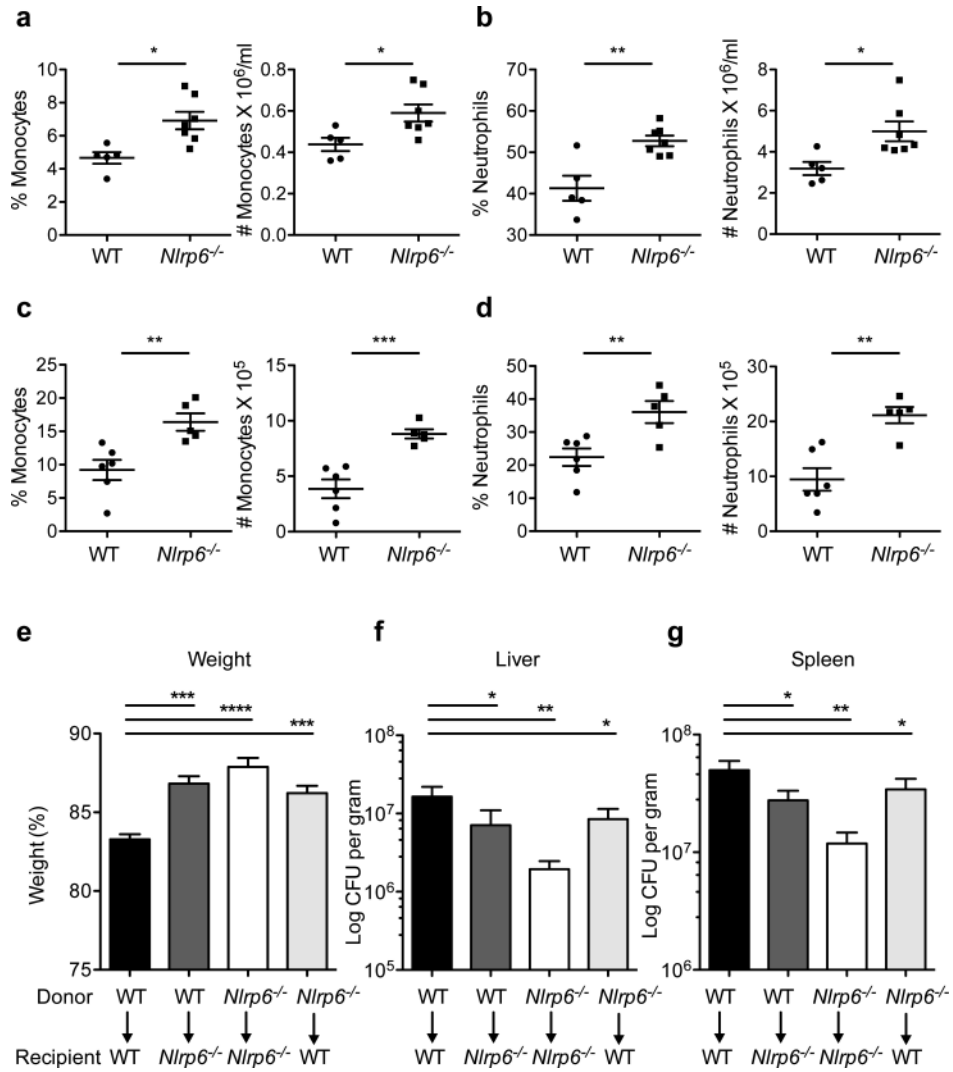 a
b
*
*
**
*
% Monocytes
10
8
6
4
2
0
WT
Nlrp6-/-
# Monocytes X 10⁶/ml
0.8
0.6
0.4
0.2
0.0
WT
Nlrp6-/-
% Neutrophils
70
60
50
40
30
WT
Nlrp6-/-
# Neutrophils X 10⁶/ml
8
6
4
2
0
WT
Nlrp6-/-
c
d
**
***
**
**
% Monocytes
25
20
15
10
5
0
WT
Nlrp6-/-
# Monocytes X 10⁵
15
10
5
0
WT
Nlrp6-/-
% Neutrophils
50
40
30
20
10
0
WT
Nlrp6-/-
# Neutrophils X 10⁵
30
20
10
0
WT
Nlrp6-/-
e
Weight
***
****
***
Weight (%)
90
85
80
75
f
Liver
*
**
*
Log CFU per gram
10⁸
10⁷
10⁶
10⁵
g
Spleen
*
**
*
Log CFU per gram
10⁸
10⁷
10⁶
Donor WT WT Nlrp6-/- Nlrp6-/- WT WT Nlrp6-/- Nlrp6-/- WT WT Nlrp6-/- Nlrp6-/-
Recipient WT Nlrp6-/- Nlrp6-/- WT WT Nlrp6-/- Nlrp6-/- WT WT Nlrp6-/- Nlrp6-/- WT